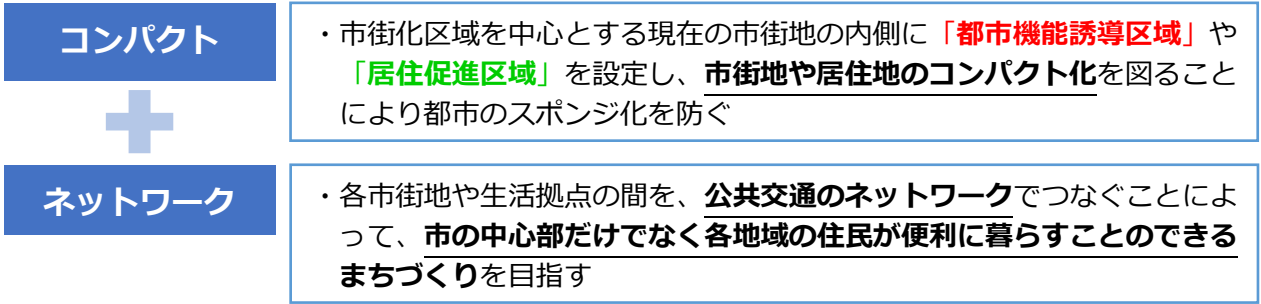 コンパクト
・市街化区域を中心とする現在の市街地の内側に「都市機能誘導区域」や
「居住促進区域」を設定し、市街地や居住地のコンパクト化を図ること
により都市のスポンジ化を防ぐ
ネットワーク
・各市街地や生活拠点の間を、公共交通のネットワークでつなぐことによ
って、市の中心部だけでなく各地域の住民が便利に暮らすことのできる
まちづくりを目指す